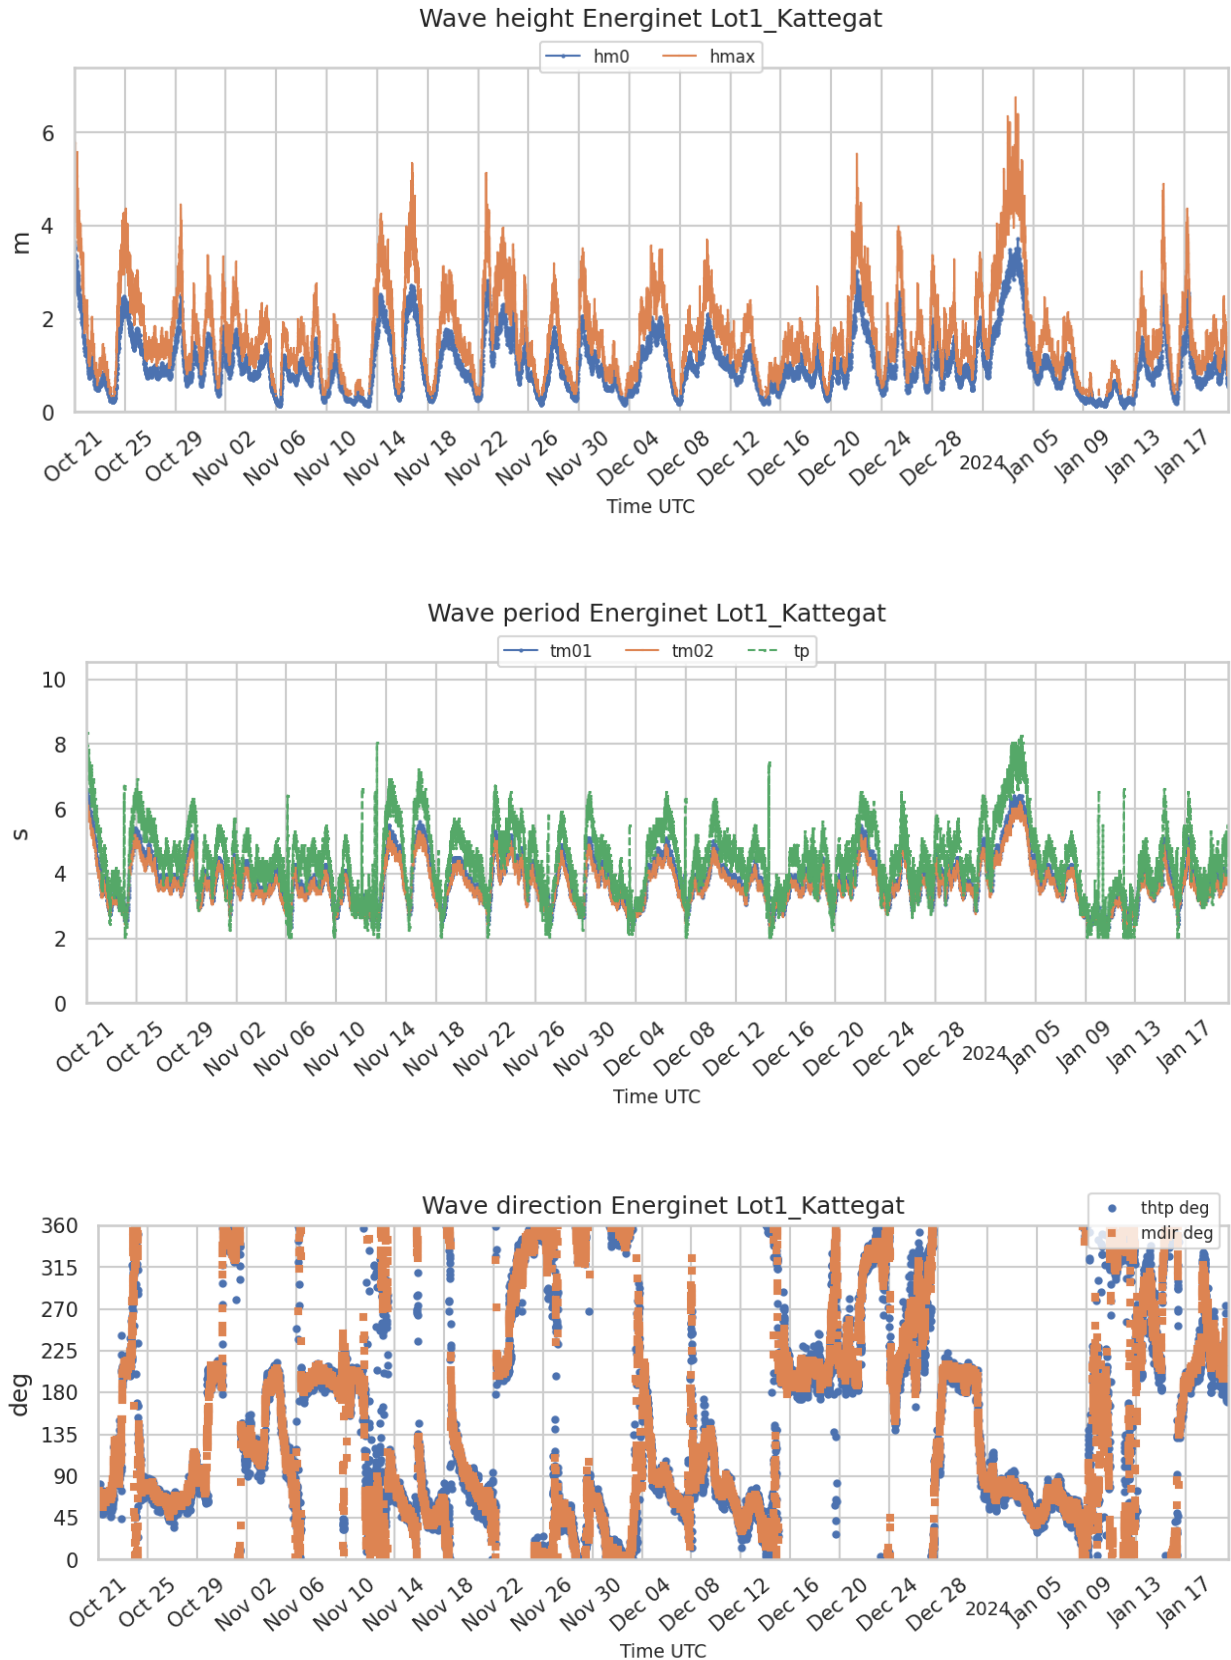 Wave height Energinet Lot1_Kattegat
hm0 hmax
6
4
2
0
m
Oct 21 Oct 25 Oct 29 Nov 02 Nov 06 Nov 10 Nov 14 Nov 18 Nov 22 Nov 26 Nov 30 Dec 04 Dec 08 Dec 12 Dec 16 Dec 20 Dec 24 Dec 28 2024 Jan 05 Jan 09 Jan 13 Jan 17
Time UTC
Wave period Energinet Lot1_Kattegat
tm01 tm02 tp
10
8
6
4
2
0
s
Oct 21 Oct 25 Oct 29 Nov 02 Nov 06 Nov 10 Nov 14 Nov 18 Nov 22 Nov 26 Nov 30 Dec 04 Dec 08 Dec 12 Dec 16 Dec 20 Dec 24 Dec 28 2024 Jan 05 Jan 09 Jan 13 Jan 17
Time UTC
Wave direction Energinet Lot1_Kattegat
thtp deg
mdir deg
360
315
270
225
180
135
90
45
0
deg
Oct 21 Oct 25 Oct 29 Nov 02 Nov 06 Nov 10 Nov 14 Nov 18 Nov 22 Nov 26 Nov 30 Dec 04 Dec 08 Dec 12 Dec 16 Dec 20 Dec 24 Dec 28 2024 Jan 05 Jan 09 Jan 13 Jan 17
Time UTC